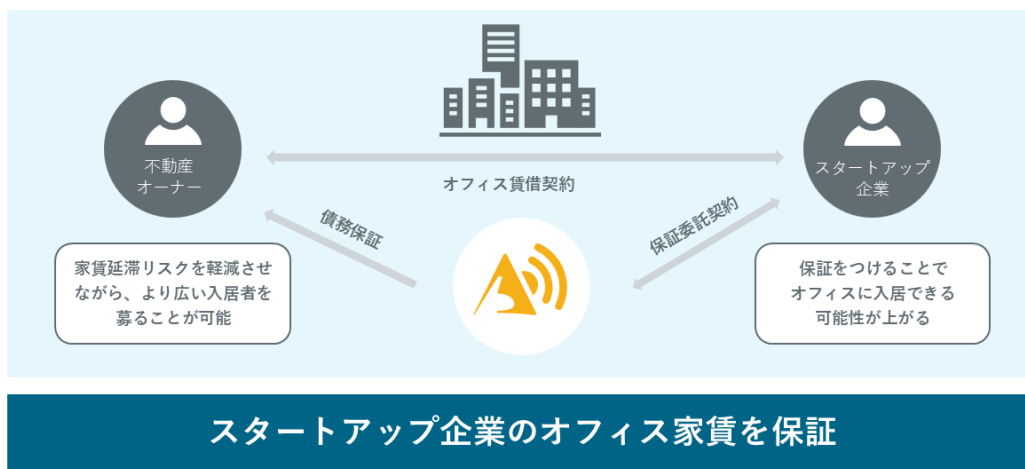 不動産
オーナー
スタートアップ
企業
オフィス賃借契約
債務保証
保証委託契約
家賃延滞リスクを軽減させ
ながら、より広い入居者を
募ることが可能
保証をつけることで
オフィスに入居できる
可能性が上がる
スタートアップ企業のオフィス家賃を保証